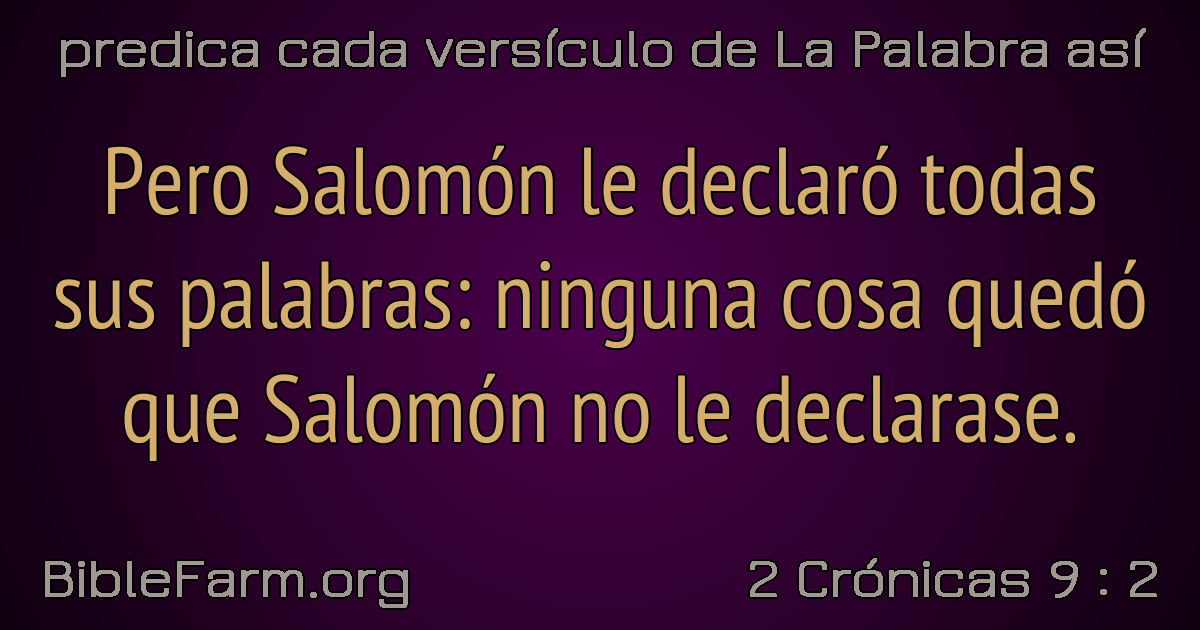 predica cada versículo de La Palabra así
Pero Salomón le declaró todas
sus palabras: ninguna cosa quedó
que Salomón no le declarase.
BibleFarm.org
2 Crónicas 9 : 2